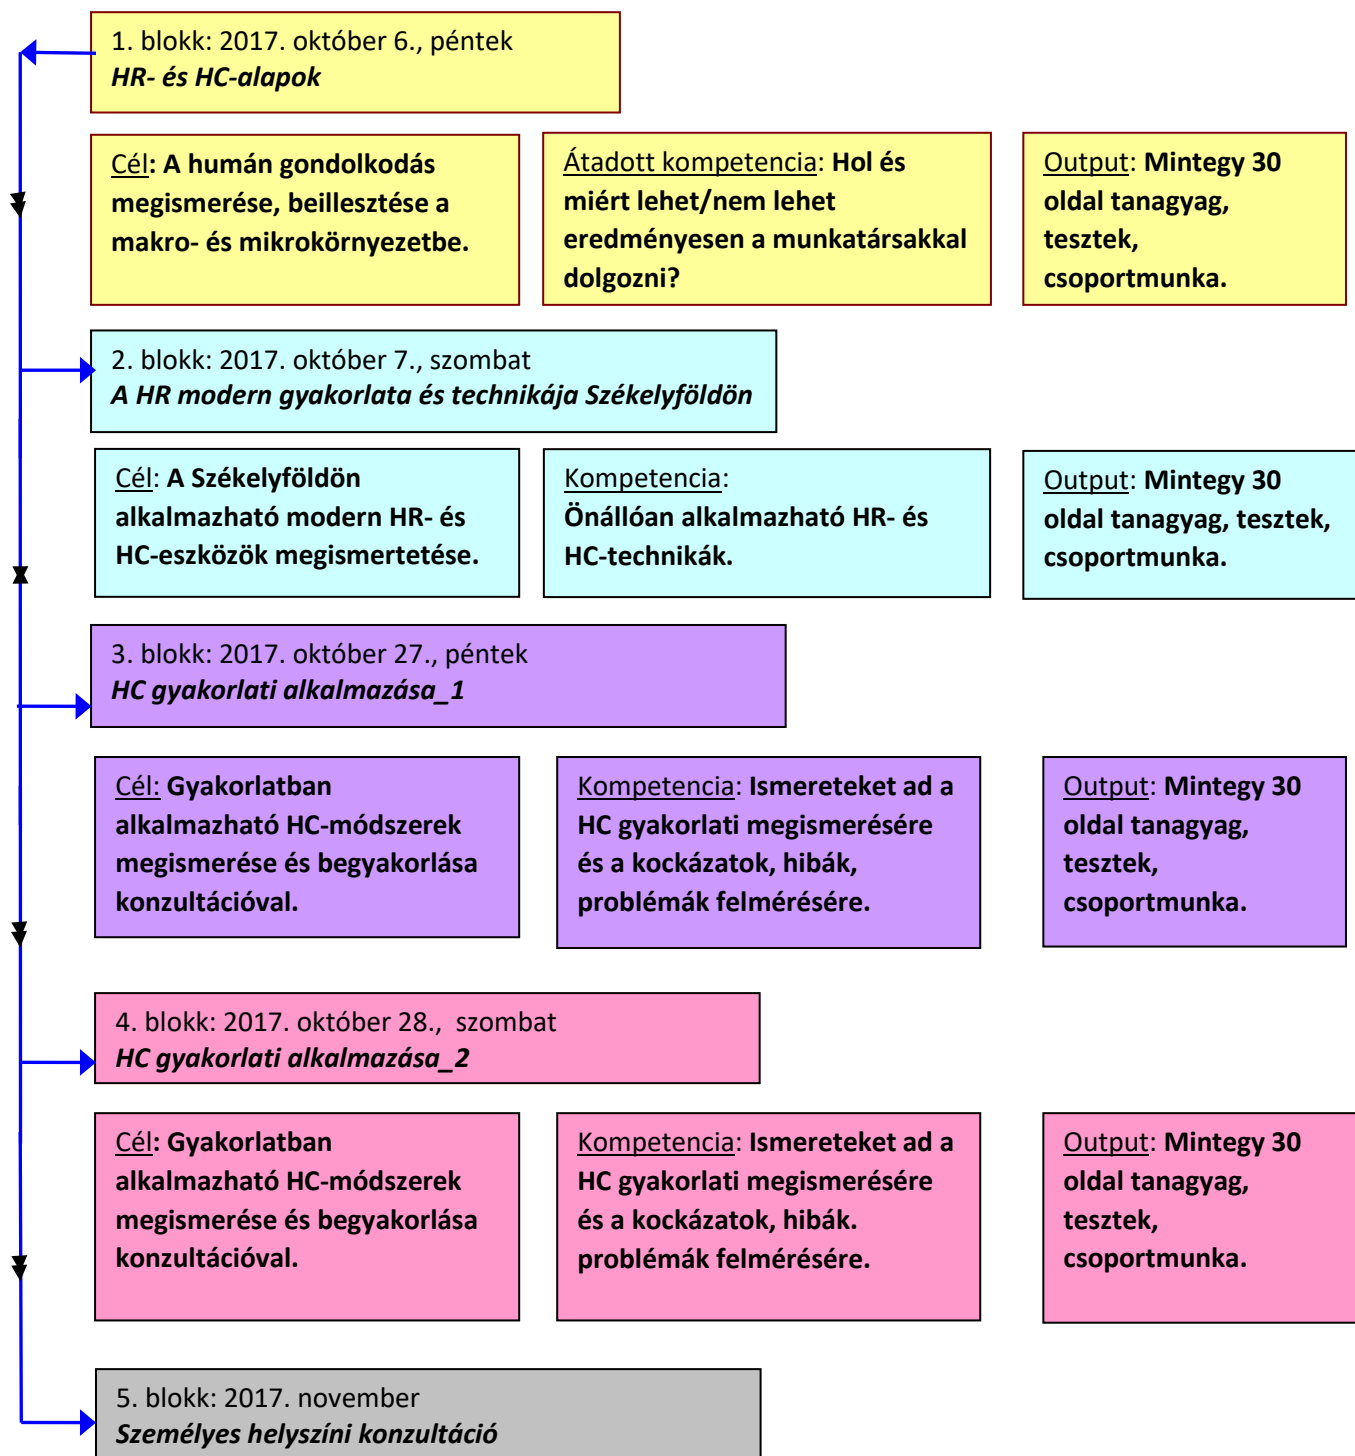 1. blokk: 2017. október 6., péntek
HR- és HC-alapok
Cél: A humán gondolkodás
megismerése, beillesztése a
makro- és mikrokörnyezetbe.
Átadott kompetencia: Hol és
miért lehet/nem lehet
eredményesen a munkatársakkal
dolgozni?
Output: Mintegy 30
oldal tanagyag,
tesztek,
csoportmunka.
2. blokk: 2017. október 7., szombat
A HR modern gyakorlata és technikája Székelyföldön
Cél: A Székelyföldön
alkalmazható modern HR- és
HC-eszközök megismertetése.
Kompetencia:
Önállóan alkalmazható HR- és
HC-technikák.
Output: Mintegy 30
oldal tanagyag, tesztek,
csoportmunka.
3. blokk: 2017. október 27., péntek
HC gyakorlati alkalmazása_1
Cél: Gyakorlatban
alkalmazható HC-módszerek
megismerése és begyakorlása
konzultációval.
Kompetencia: Ismereteket ad a
HC gyakorlati megismerésére
és a kockázatok, hibák,
problémák felmérésére.
Output: Mintegy 30
oldal tanagyag,
tesztek,
csoportmunka.
4. blokk: 2017. október 28.,  szombat
HC gyakorlati alkalmazása_2
Cél: Gyakorlatban
alkalmazható HC-módszerek
megismerése és begyakorlása
konzultációval.
Kompetencia: Ismereteket ad a
HC gyakorlati megismerésére
és a kockázatok, hibák.
problémák felmérésére.
Output: Mintegy 30
oldal tanagyag,
tesztek,
csoportmunka.
5. blokk: 2017. november
Személyes helyszíni konzultáció